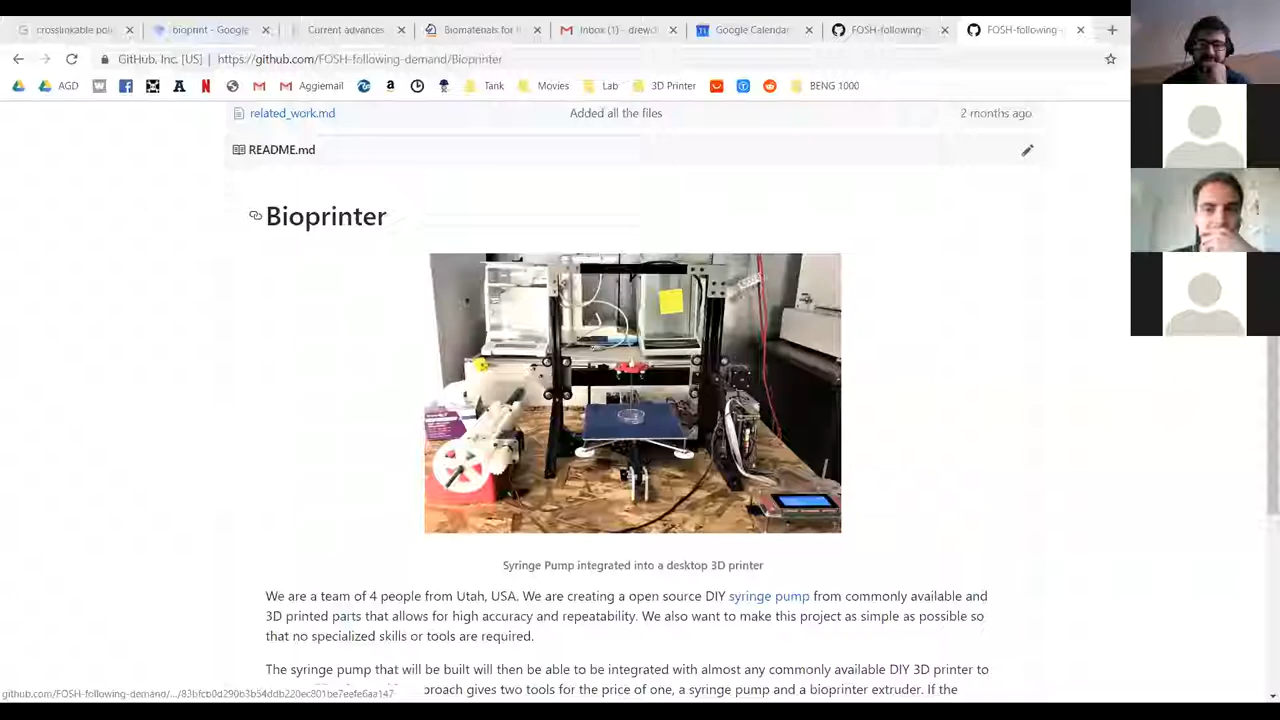 crosslinkable pol
bioprint - Google
Current advances
Biomaterials for
Inbox (1) - drewd
Google Calendar
FOSH-following-
FOSH-following-
GitHub, Inc. [US] | https://github.com/FOSH-following-demand/Bioprinter
AGD
Aggiemail
Tank
Movies
Lab
3D Printer
BENG 1000
related_work.md
Added all the files
2 months ago
README.md
Bioprinter
Syringe Pump integrated into a desktop 3D printer
We are a team of 4 people from Utah, USA. We are creating a open source DIY syringe pump from commonly available and
3D printed parts that allows for high accuracy and repeatability. We also want to make this project as simple as possible so
that no specialized skills or tools are required.
The syringe pump that will be built will then be able to be integrated with almost any commonly available DIY 3D printer to
proach gives two tools for the price of one, a syringe pump and a bioprinter extruder. If the